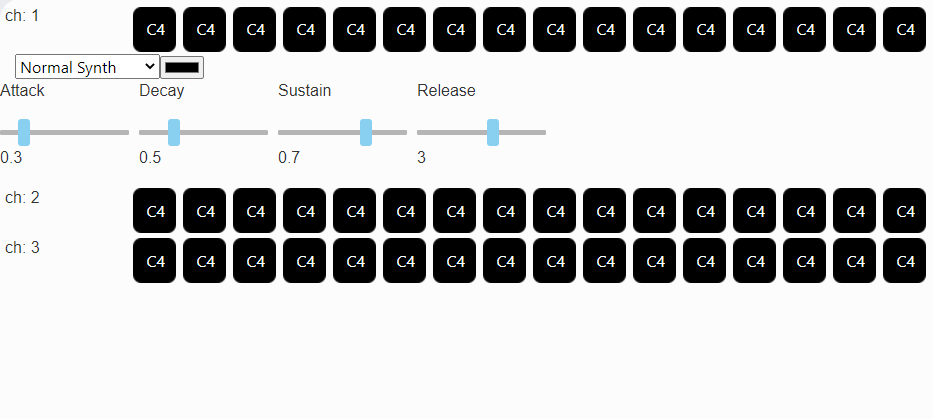 ch: 1 C4 C4 C4 C4 C4 C4 C4 C4 C4 C4 C4 C4 C4 C4 C4 C4
Normal Synth
Attack Decay Sustain Release
0.3 0.5 0.7 3
ch: 2 C4 C4 C4 C4 C4 C4 C4 C4 C4 C4 C4 C4 C4 C4 C4 C4
ch: 3 C4 C4 C4 C4 C4 C4 C4 C4 C4 C4 C4 C4 C4 C4 C4 C4